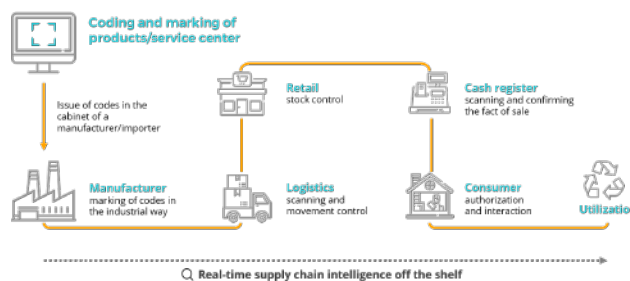 Coding and marking of
products/service center
Issue of codes in the
cabinet of a
manufacturer/importer
Retail
stock control
Cash register
scanning and confirming
the fact of sale
Manufacturer
marking of codes in
the industrial way
Logistics
scanning and
movement control
Consumer
authorization
and interaction
Utilizatio
Real-time supply chain intelligence off the shelf